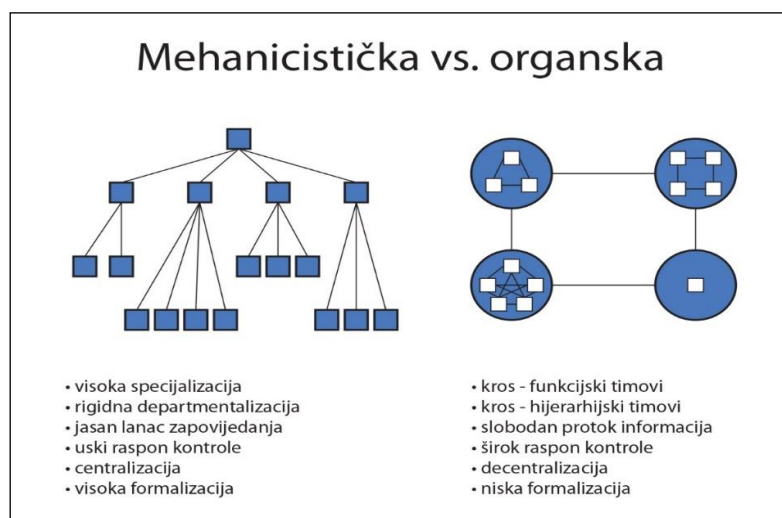 Mehanicistička vs. organska
• visoka specijalizacija
• rigidna departmentalizacija
• jasan lanac zapovijedanja
• uski raspon kontrole
• centralizacija
• visoka formalizacija
• kros - funkcijski timovi
• kros - hijerarhijski timovi
• slobodan protok informacija
• širok raspon kontrole
• decentralizacija
• niska formalizacija